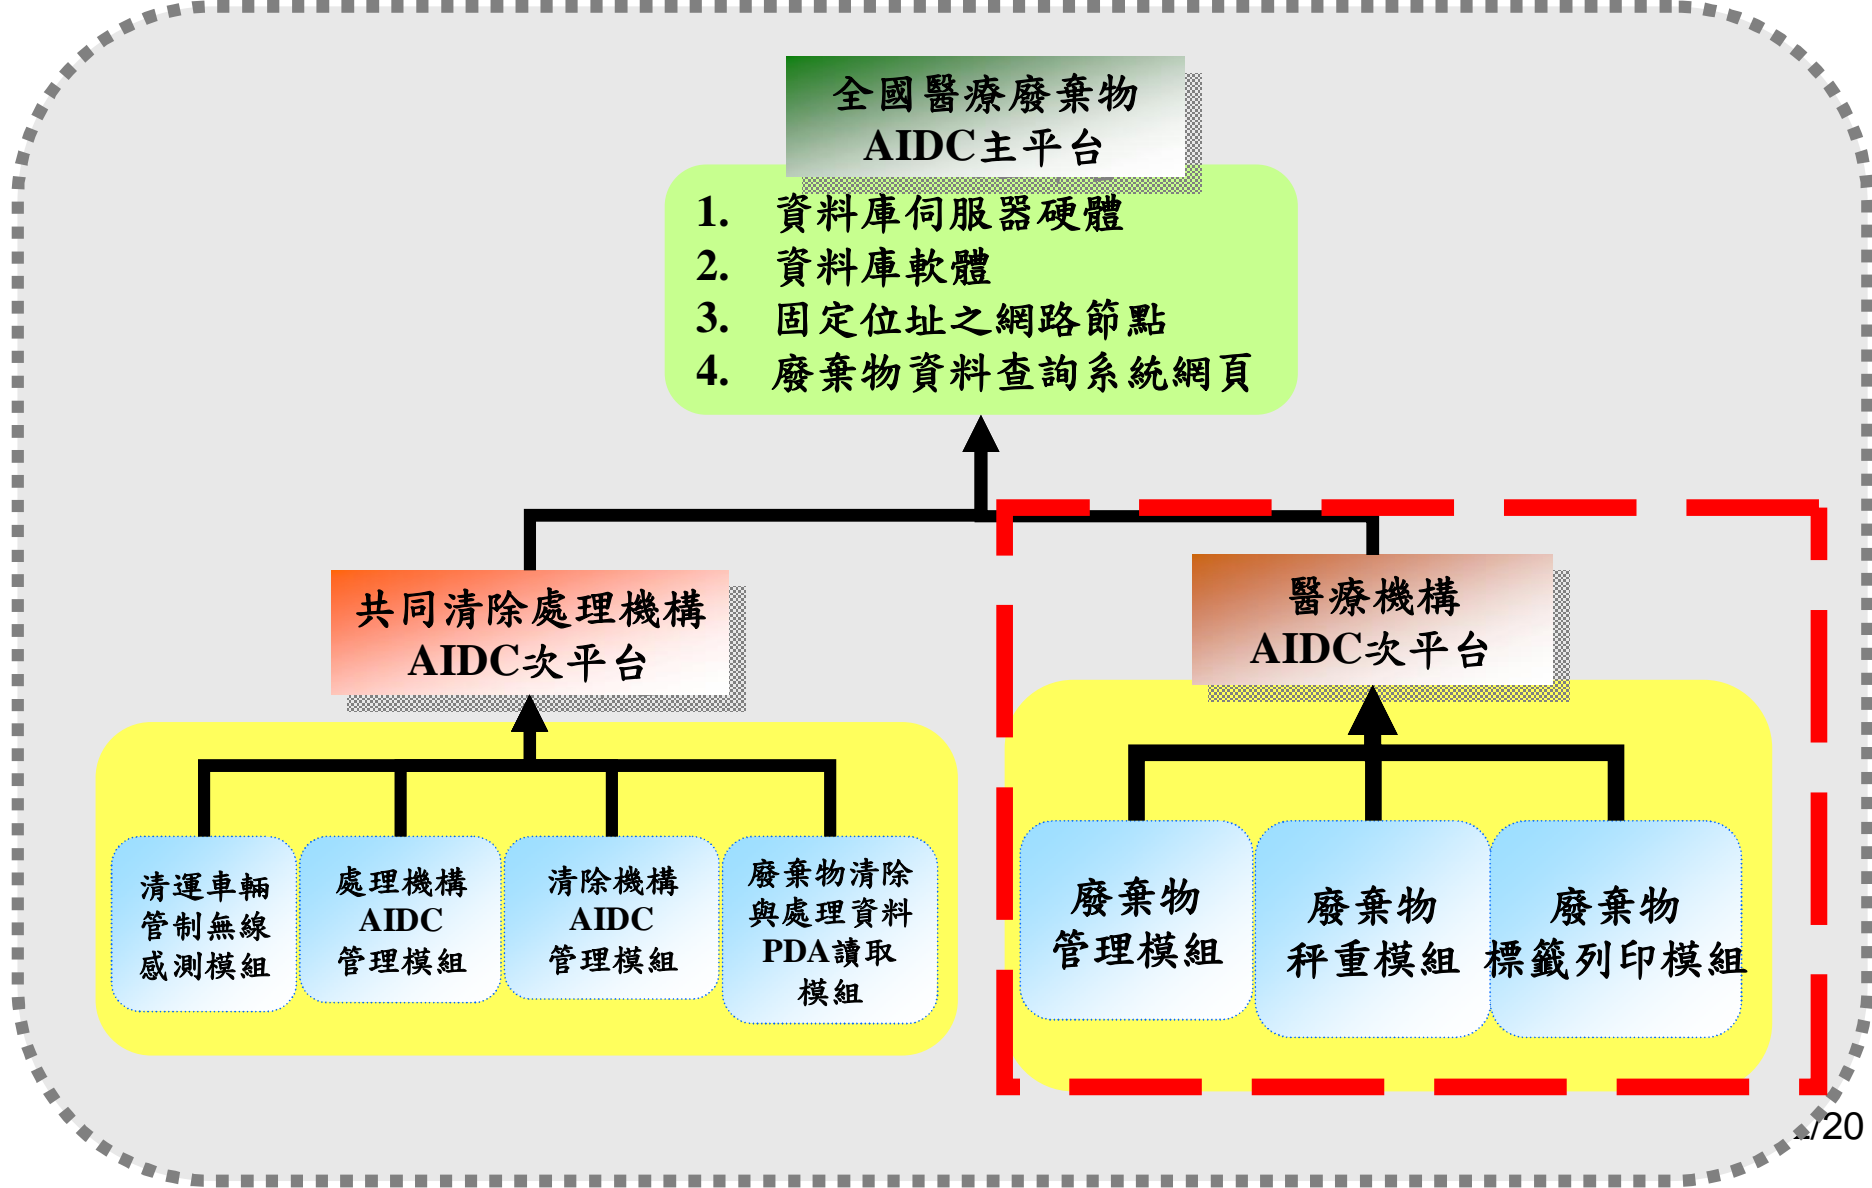 全國醫療廢棄物
AIDC主平台
1. 資料庫伺服器硬體
2. 資料庫軟體
3. 固定位址之網路節點
4. 廢棄物資料查詢系統網頁
共同清除處理機構
AIDC次平台
醫療機構
AIDC次平台
清運車輛
管制無線
感測模組
處理機構
AIDC
管理模組
清除機構
AIDC
管理模組
廢棄物清除
與處理資料
PDA讀取
模組
廢棄物
管理模組
廢棄物
秤重模組
廢棄物
標籤列印模組
/20